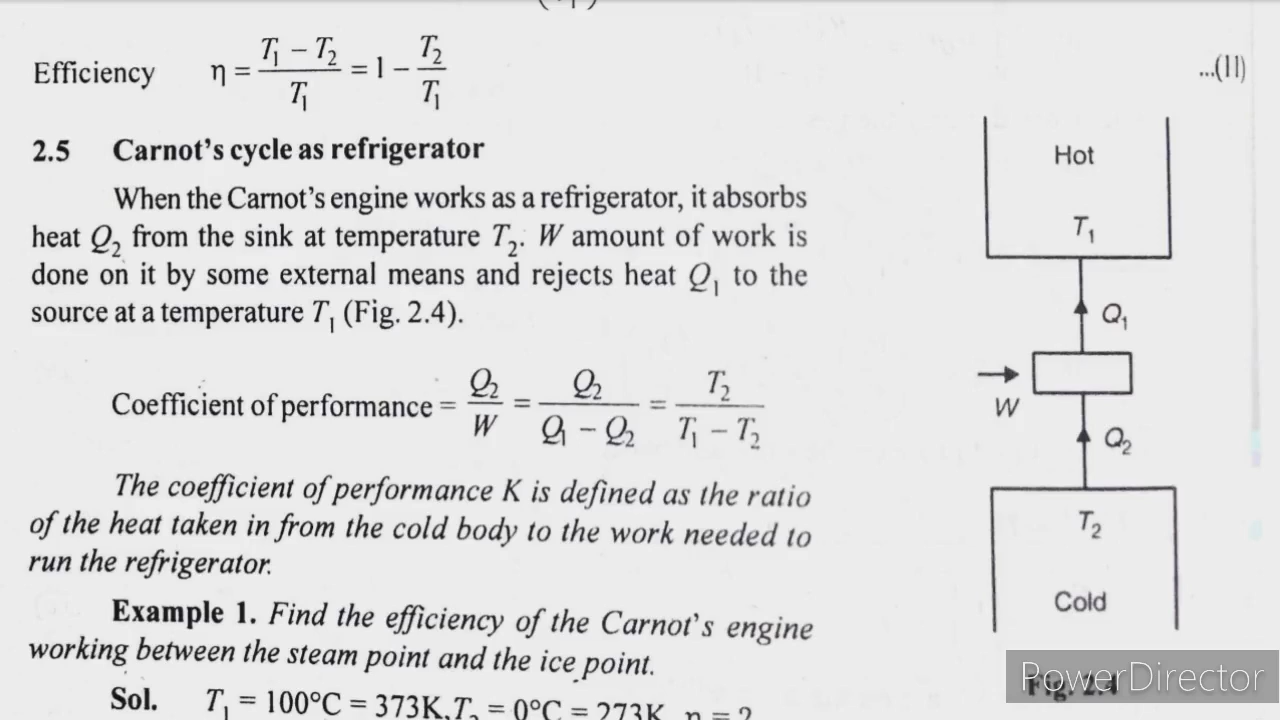 Efficiency η = (T₁ − T₂)/T₁ = 1 − T₂/T₁ ...(11)
2.5 Carnot's cycle as refrigerator
When the Carnot's engine works as a refrigerator, it absorbs
heat Q₂ from the sink at temperature T₂. W amount of work is
done on it by some external means and rejects heat Q₁ to the
source at a temperature T₁ (Fig. 2.4).
Coefficient of performance = Q₂/W = Q₂/(Q₁ − Q₂) = T₂/(T₁ − T₂)
The coefficient of performance K is defined as the ratio
of the heat taken in from the cold body to the work needed to
run the refrigerator.
Example 1. Find the efficiency of the Carnot's engine
working between the steam point and the ice point.
Sol. T₁ = 100°C = 373K, T₂ = 0°C = 273K, η = ?
Hot
T₁
Q₁
W
Q₂
T₂
Cold
Fig. 2.4
PowerDirector